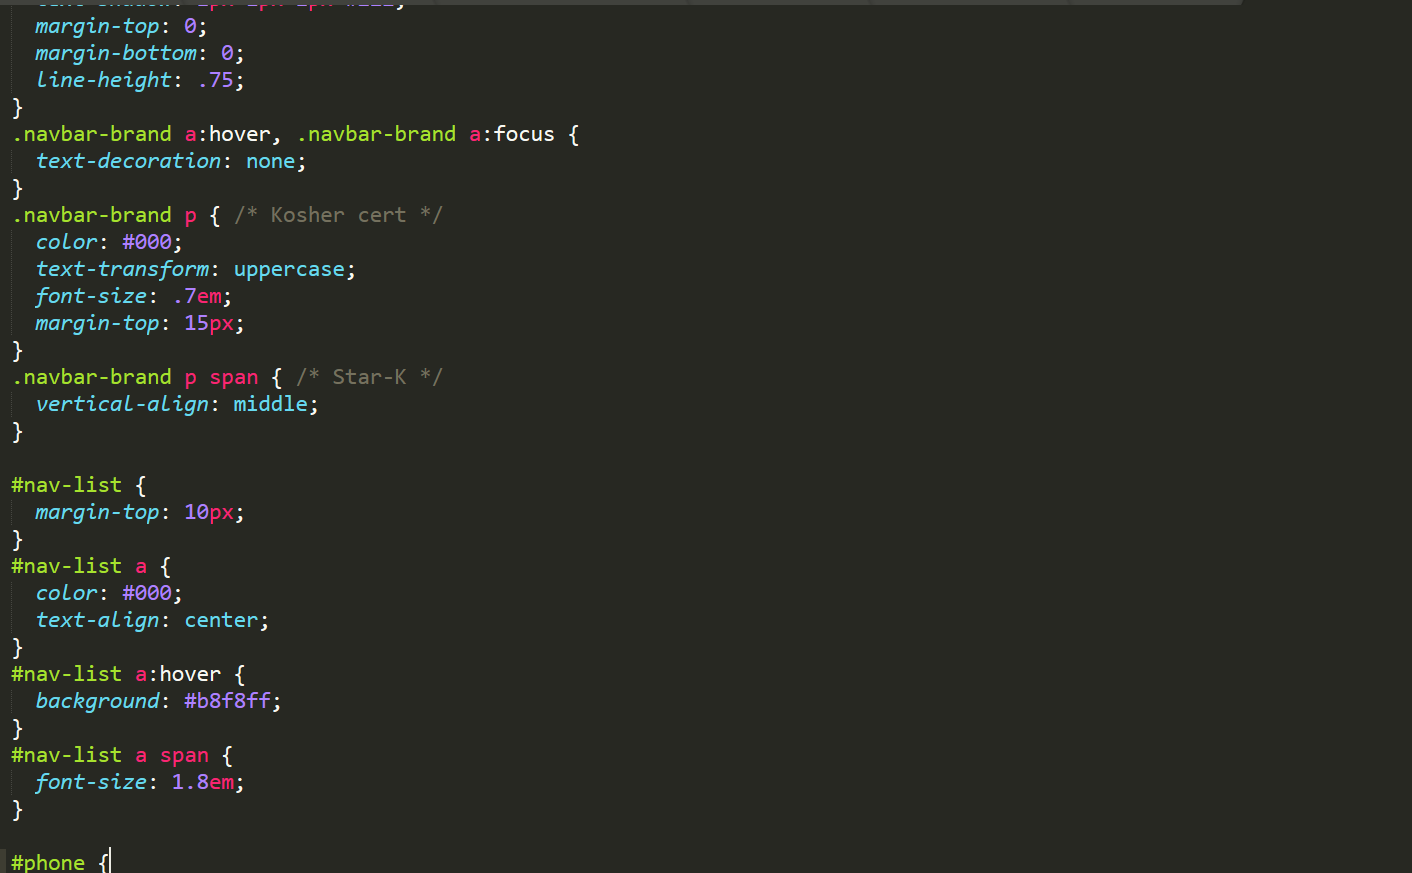 margin-top: 0;
margin-bottom: 0;
line-height: .75;
}
.navbar-brand a:hover, .navbar-brand a:focus {
text-decoration: none;
}
.navbar-brand p { /* Kosher cert */
color: #000;
text-transform: uppercase;
font-size: .7em;
margin-top: 15px;
}
.navbar-brand p span { /* Star-K */
vertical-align: middle;
}
#nav-list {
margin-top: 10px;
}
#nav-list a {
color: #000;
text-align: center;
}
#nav-list a:hover {
background: #b8f8ff;
}
#nav-list a span {
font-size: 1.8em;
}
#phone {